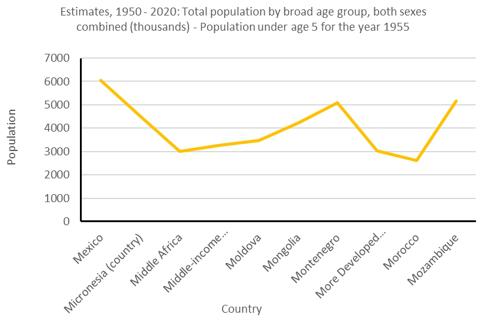 Estimates, 1950 - 2020: Total population by broad age group, both sexes
combined (thousands) - Population under age 5 for the year 1955
7000
6000
5000
4000
3000
2000
1000
0
Population
Mexico
Micronesia (country)
Middle Africa
Middle-income...
Moldova
Mongolia
Montenegro
More Developed...
Morocco
Mozambique
Country